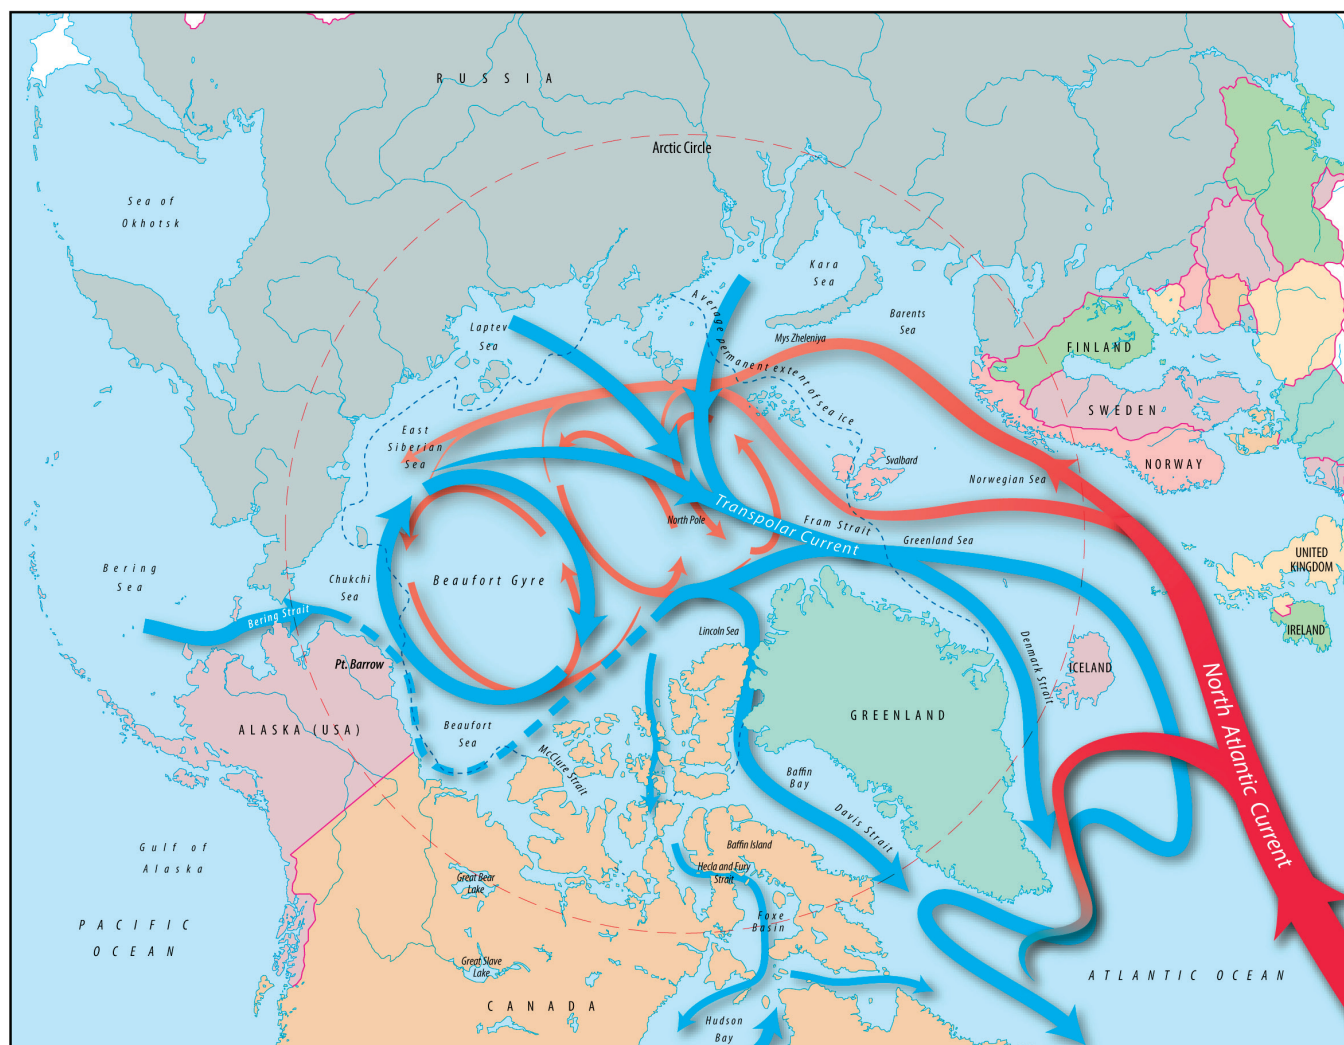 RUSSIA
Arctic Circle
Sea of
Okhotsk
Kara
Sea
Laptev
Sea
Average permanent extent of sea ice
Barents
Sea
Mys Zheleniya
FINLAND
SWEDEN
NORWAY
East
Siberian
Sea
Svalbard
Norwegian Sea
North Pole
Transpolar Current
Fram Strait
Greenland Sea
UNITED
KINGDOM
IRELAND
Bering
Sea
Chukchi
Sea
Beaufort Gyre
Bering Strait
Lincoln Sea
Pt. Barrow
Denmark Strait
ICELAND
North Atlantic Current
ALASKA (USA)
Beaufort
Sea
McClure Strait
GREENLAND
Baffin
Bay
Davis Strait
Gulf of
Alaska
Baffin Island
Hecla and Eury
Strait
Great Bear
Lake
Foxe
Basin
PACIFIC
OCEAN
Great Slave
Lake
ATLANTIC OCEAN
CANADA
Hudson
Bay